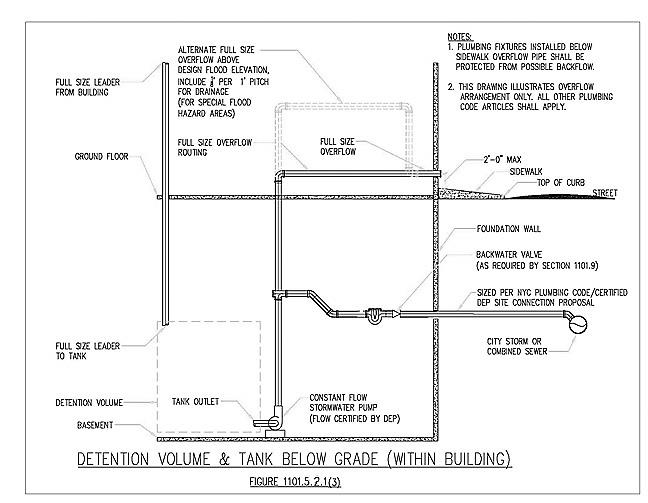 ALTERNATE FULL SIZE
OVERFLOW ABOVE
DESIGN FLOOD ELEVATION,
INCLUDE PER 1' PITCH
FOR DRAINAGE
(FOR SPECIAL FLOOD
HAZARD AREAS)
NOTES:
1. PLUMBING FIXTURES INSTALLED BELOW
SIDEWALK OVERFLOW PIPE SHALL BE
PROTECTED FROM POSSIBLE BACKFLOW.
2. THIS DRAWING ILLUSTRATES OVERFLOW
ARRANGEMENT ONLY. ALL OTHER PLUMBING
CODE ARTICLES SHALL APPLY.
FULL SIZE LEADER
FROM BUILDING
FULL SIZE OVERFLOW
ROUTING
FULL SIZE
OVERFLOW
GROUND FLOOR
2'-0" MAX
SIDEWALK
TOP OF CURB
STREET
FOUNDATION WALL
BACKWATER VALVE
(AS REQUIRED BY SECTION 1101.9)
SIZED PER NYC PLUMBING CODE/CERTIFIED
DEP SITE CONNECTION PROPOSAL
FULL SIZE LEADER
TO TANK
CITY STORM OR
COMBINED SEWER
DETENTION VOLUME
TANK OUTLET
CONSTANT FLOW
STORMWATER PUMP
(FLOW CERTIFIED BY DEP)
BASEMENT
DETENTION VOLUME & TANK BELOW GRADE (WITHIN BUILDING)
FIGURE 1101.5.2.1(3)